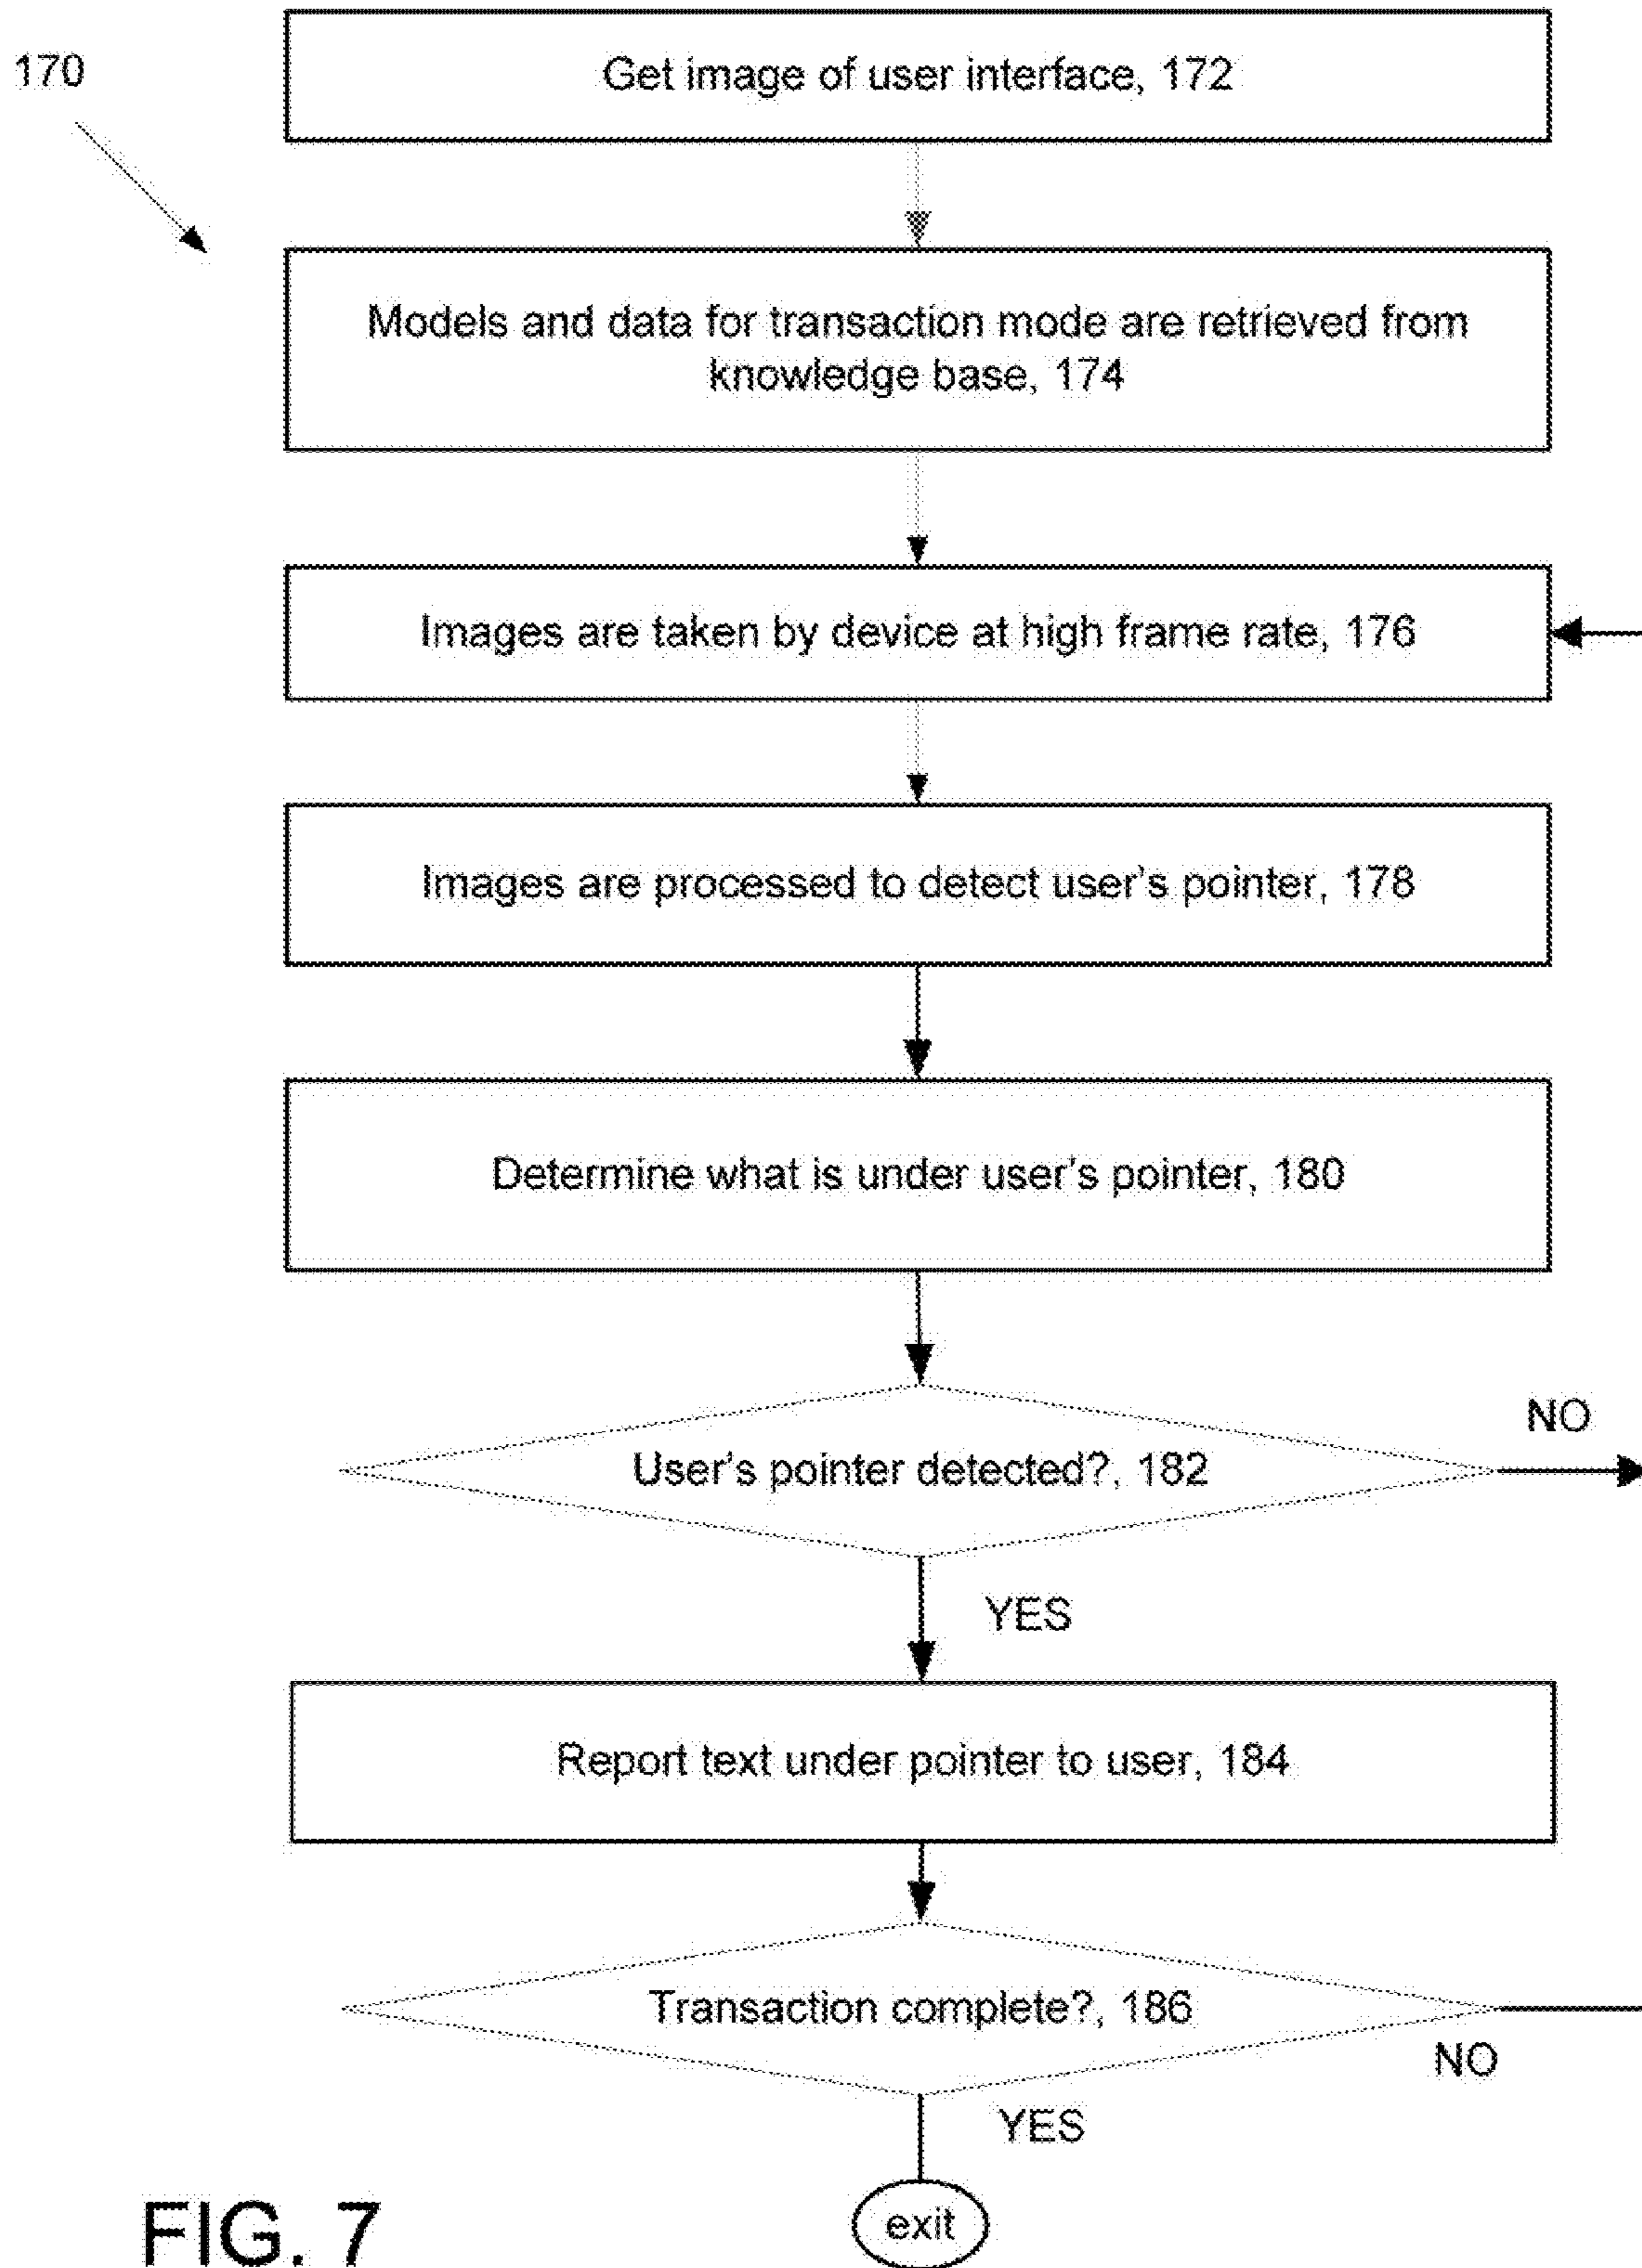 170
Get image of user interface, 172
Models and data for transaction mode are retrieved from
knowledge base, 174
Images are taken by device at high frame rate, 176
Images are processed to detect user's pointer, 178
Determine what is under user's pointer, 180
User's pointer detected?, 182
NO
YES
Report text under pointer to user, 184
Transaction complete?, 186
NO
YES
exit
FIG. 7